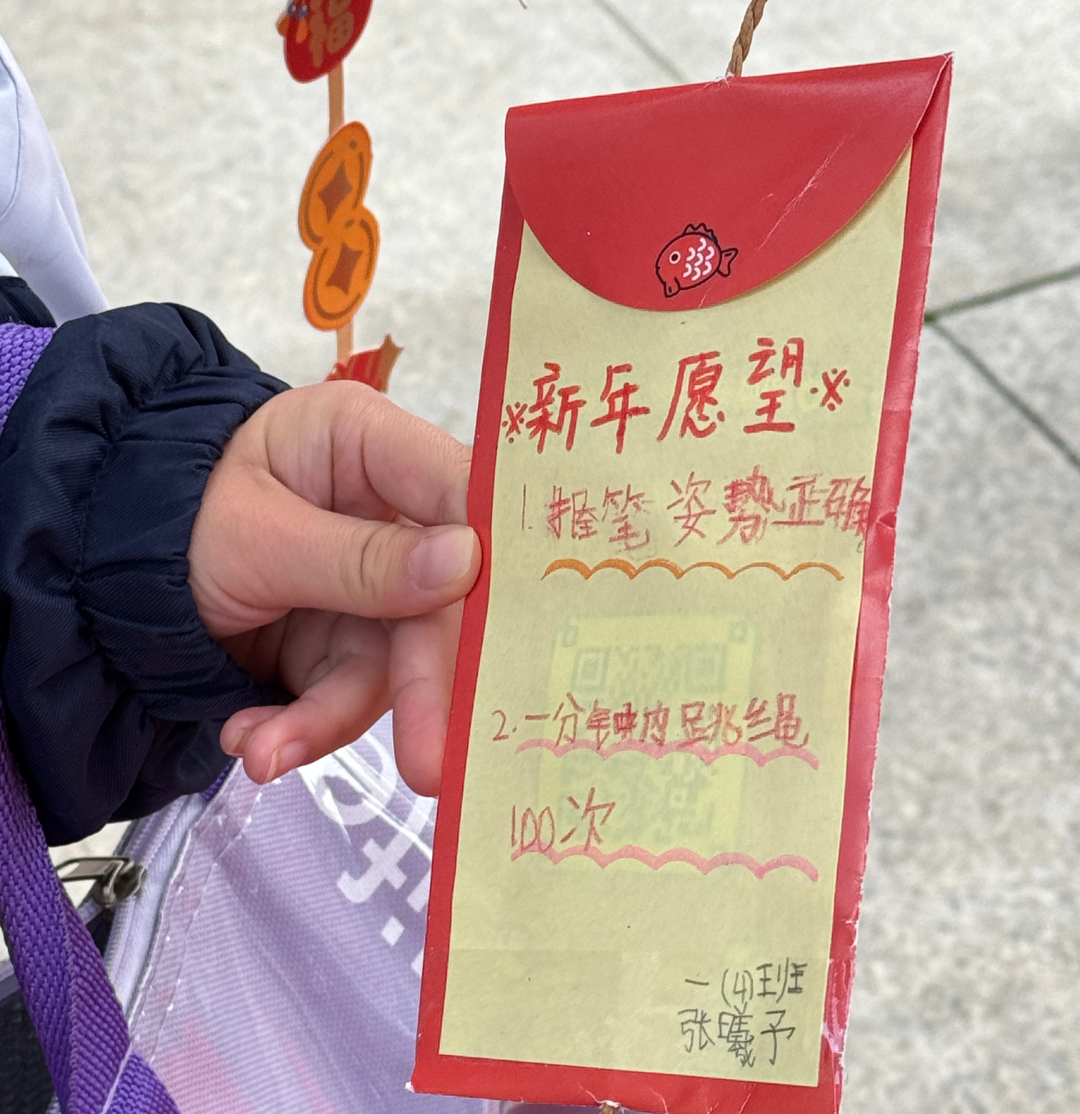 福
※新年愿望※
1.握笔姿势正确
2.一分钟内跳绳
100次
一(4)班
张曦予